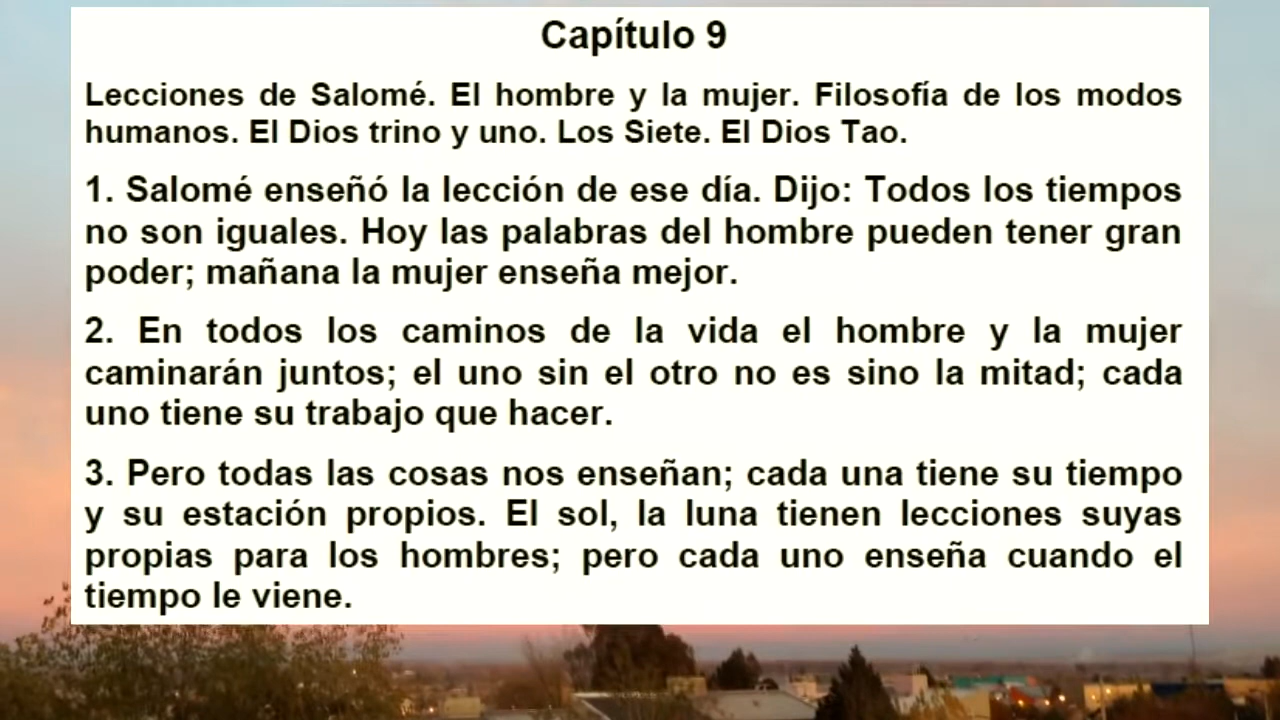 Capítulo 9
Lecciones de Salomé. El hombre y la mujer. Filosofía de los modos
humanos. El Dios trino y uno. Los Siete. El Dios Tao.
1. Salomé enseñó la lección de ese día. Dijo: Todos los tiempos
no son iguales. Hoy las palabras del hombre pueden tener gran
poder; mañana la mujer enseña mejor.
2. En todos los caminos de la vida el hombre y la mujer
caminarán juntos; el uno sin el otro no es sino la mitad; cada
uno tiene su trabajo que hacer.
3. Pero todas las cosas nos enseñan; cada una tiene su tiempo
y su estación propios. El sol, la luna tienen lecciones suyas
propias para los hombres; pero cada uno enseña cuando el
tiempo le viene.